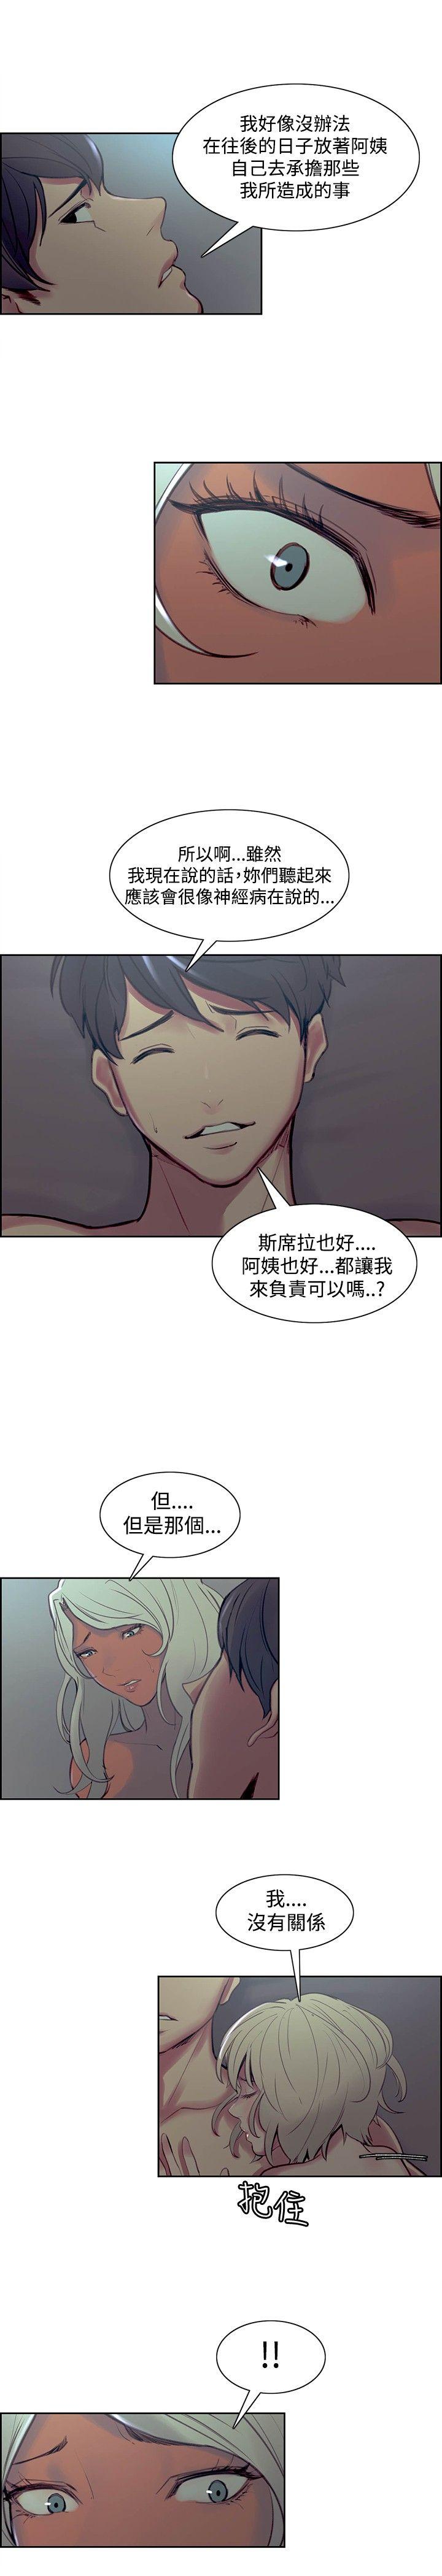 我好像沒辦法
在往後的日子放著阿姨
自己去承擔那些
我所造成的事
所以啊...雖然
我現在說的話，妳們聽起來
應該會很像神經病在說的...
斯席拉也好....
阿姨也好...都讓我
來負責可以嗎..?
但....
但是那個...
我....
沒有關係
抱住
!!